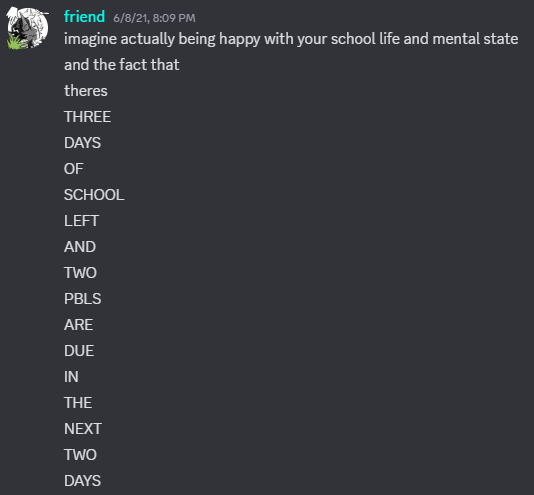 friend 6/8/21, 8:09 PM
imagine actually being happy with your school life and mental state
and the fact that
theres
THREE
DAYS
OF
SCHOOL
LEFT
AND
TWO
PBLS
ARE
DUE
IN
THE
NEXT
TWO
DAYS